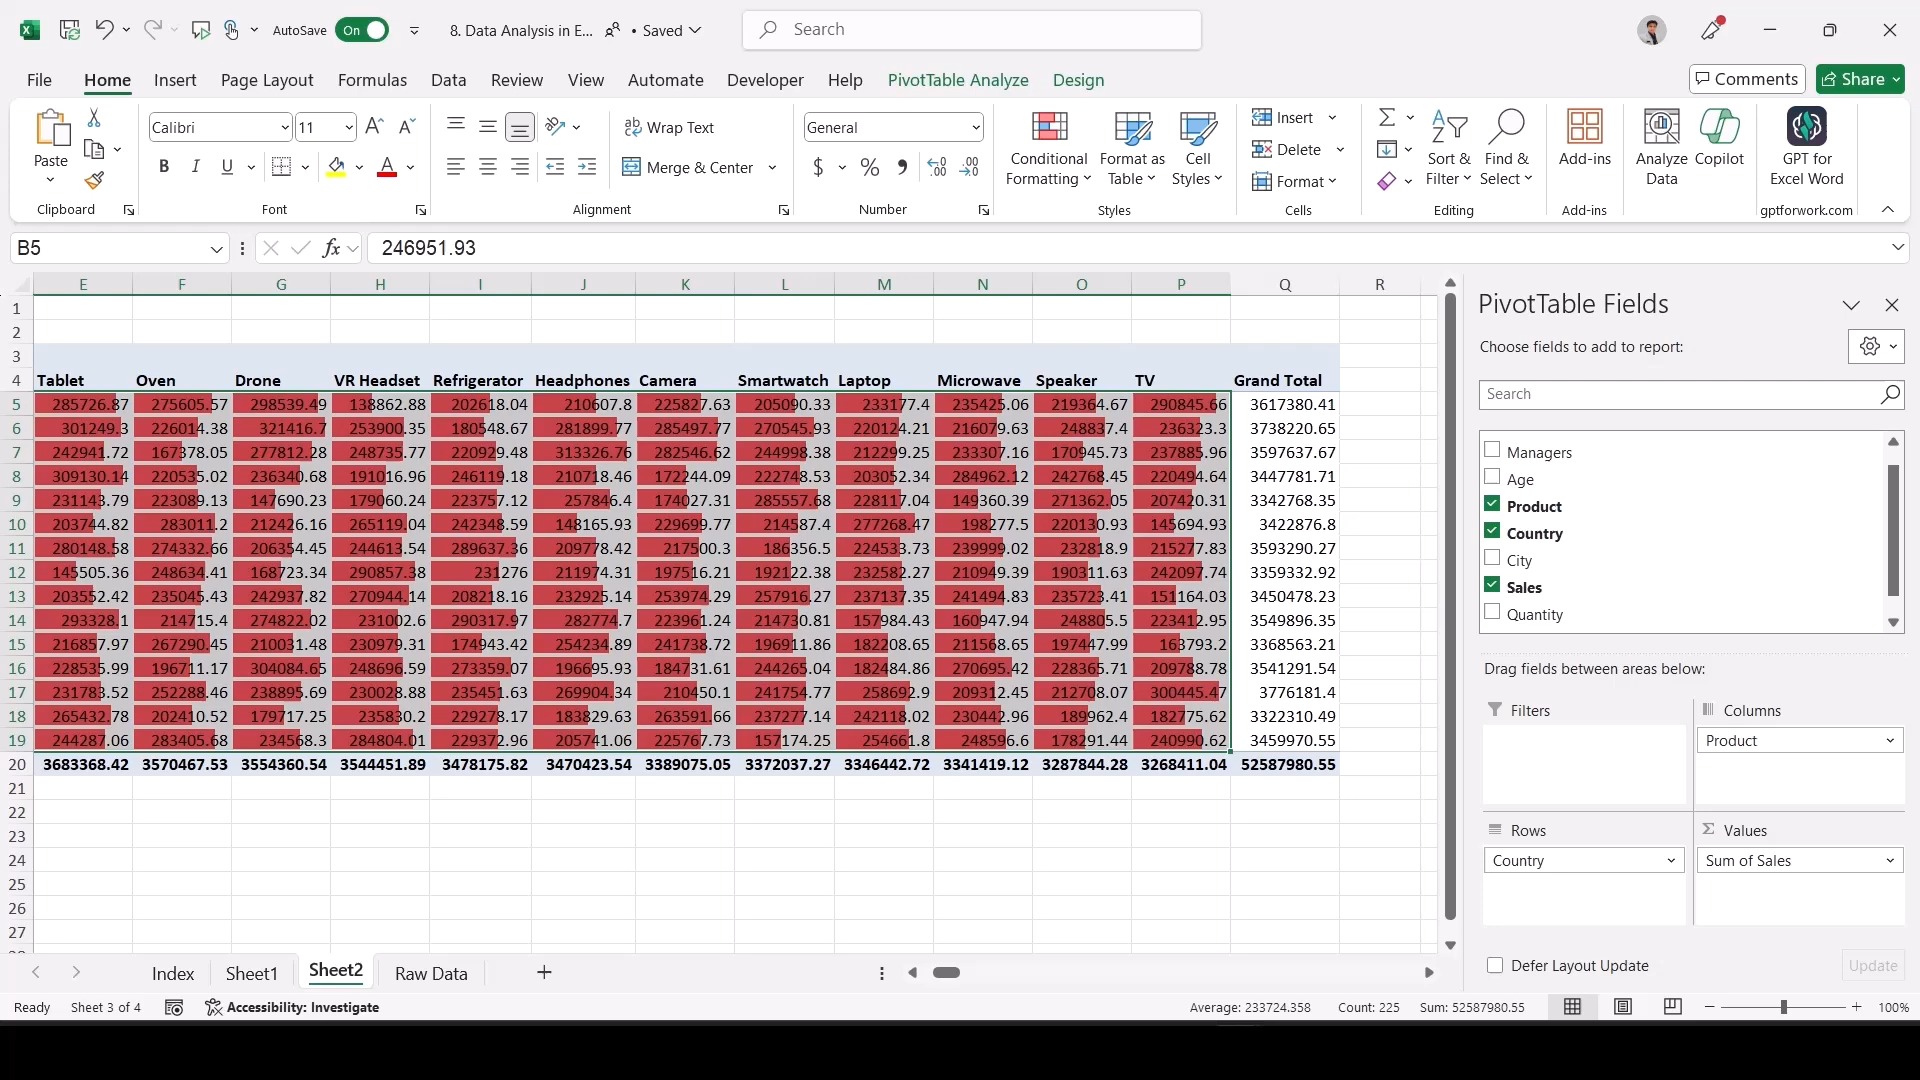 AutoSave On 8. Data Analysis in E... • Saved Search
File Home Insert Page Layout Formulas Data Review View Automate Developer Help PivotTable Analyze Design Comments Share
Paste Calibri 11 Wrap Text General Conditional Formatting Format as Table Cell Styles Insert Sort & Filter Find & Select Add-ins Analyze Data Copilot GPT for Excel Word
B I U Merge & Center $ % Delete
Format
Clipboard Font Alignment Number Styles Cells Editing Add-ins gptforwork.com
B5 fx 246951.93
E F G H I J K L M N O P Q R
1
2
3
4 Tablet Oven Drone VR Headset Refrigerator Headphones Camera Smartwatch Laptop Microwave Speaker TV Grand Total
5 285726.87 275605.57 298539.49 138862.88 202618.04 210607.8 225827.63 205090.33 233177.4 235425.06 219364.67 290845.66 3617380.41
6 301249.3 226014.38 321416.7 253900.35 180548.67 281899.77 285497.77 270545.93 220124.21 216079.63 248837.4 236323.3 3738220.65
7 242941.72 167378.05 277812.28 248735.77 220929.48 313326.76 282546.62 244998.38 212299.25 233307.16 170945.73 237885.96 3597637.67
8 309130.14 220535.02 236340.68 191016.96 246119.18 210718.46 172244.09 222748.53 203052.34 284962.12 242768.45 220494.64 3447781.71
9 231143.79 223089.13 147690.23 179060.24 223757.12 257846.4 174027.31 285557.68 228117.04 149360.39 271362.05 207420.31 3342768.35
10 203744.82 283011.2 212426.16 265119.04 242348.59 148165.93 229699.77 214587.4 277268.47 198277.5 220130.93 145694.93 3422876.8
11 280148.58 274332.66 206354.45 244613.54 289637.36 209778.42 217500.3 186356.5 224533.73 239999.02 232818.9 215277.83 3593290.27
12 145505.36 248634.41 168723.34 290857.38 231276 211974.31 197516.21 192122.38 232582.27 210949.39 190311.63 242097.74 3359332.92
13 203552.42 235045.43 242937.82 270944.14 208218.16 232925.14 253974.29 257916.27 237137.35 241494.83 235723.41 151164.03 3450478.23
14 293328.1 214715.4 274822.02 231002.6 290317.97 282774.7 223961.24 214730.81 157984.43 160947.94 248805.5 223412.95 3549896.35
15 216857.97 267290.45 210031.48 230979.31 174943.42 254234.89 241738.72 196911.86 182208.65 211568.65 197447.99 163793.2 3368563.21
16 228535.99 196711.17 304084.65 248696.59 273359.07 196695.93 184731.61 244265.04 182484.86 270695.42 228365.71 209788.78 3541291.54
17 231783.52 252288.46 238895.69 230028.88 235451.63 269904.34 210450.1 241754.77 258692.9 209312.45 212708.07 300445.47 3776181.4
18 265432.78 202410.52 179717.25 235830.2 229278.17 183829.63 263591.66 237277.14 242118.02 230442.96 189962.4 182775.62 3322310.49
19 244287.06 283405.68 234568.3 284804.01 229372.96 205741.06 225767.73 157174.25 254661.8 248596.6 178291.44 240990.62 3459970.55
20 3683368.42 3570467.53 3554360.54 3544451.89 3478175.82 3470423.54 3389075.05 3372037.27 3346442.72 3341419.12 3287844.28 3268411.04 52587980.55
21
22
23
24
25
26
27
PivotTable Fields
Choose fields to add to report:
Search
Managers
Age
Product
Country
City
Sales
Quantity
Drag fields between areas below:
Filters Columns
Product
Rows Σ Values
Country Sum of Sales
Defer Layout Update Update
Index Sheet1 Sheet2 Raw Data
Ready Sheet 3 of 4 Accessibility: Investigate Average: 233724.358 Count: 225 Sum: 52587980.55 100%